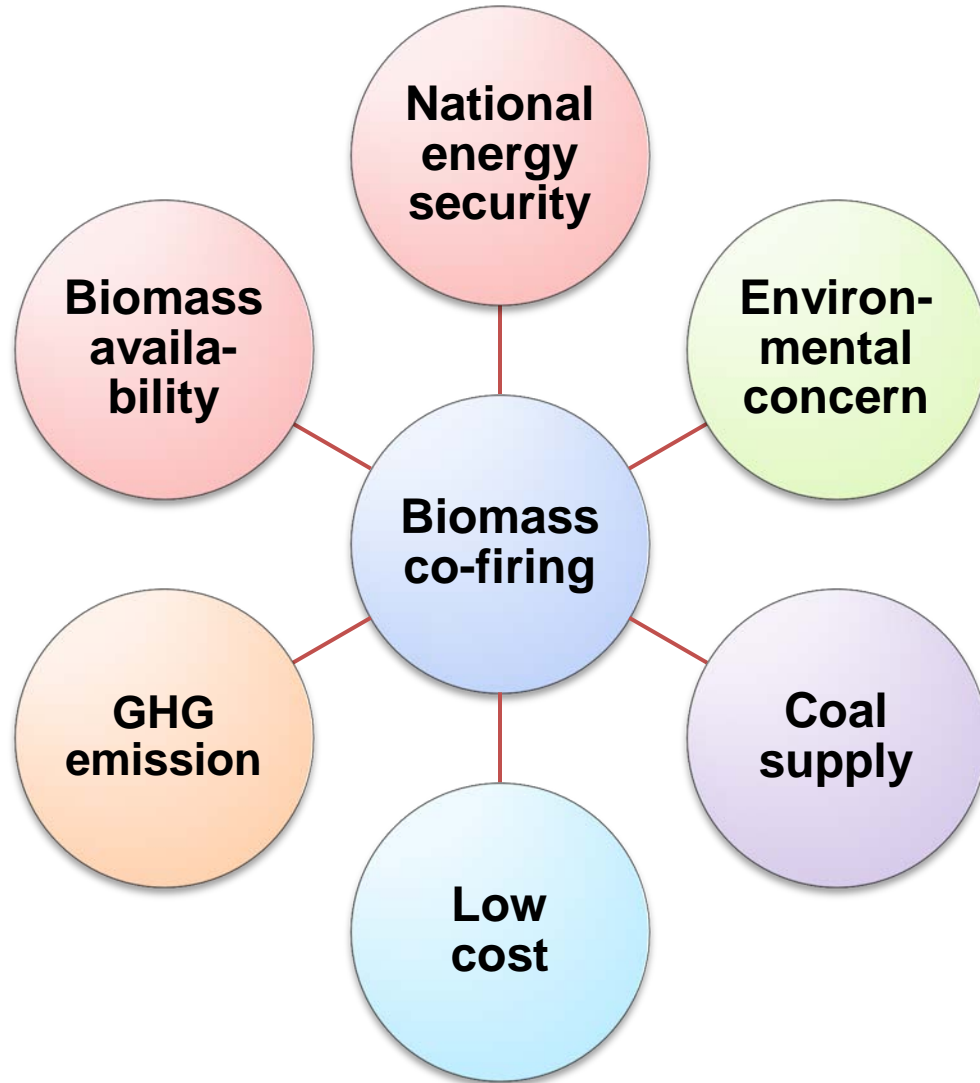 National
energy
security
Environ-
mental
concern
Coal
supply
Low
cost
GHG
emission
Biomass
availa-
bility
Biomass
co-firing